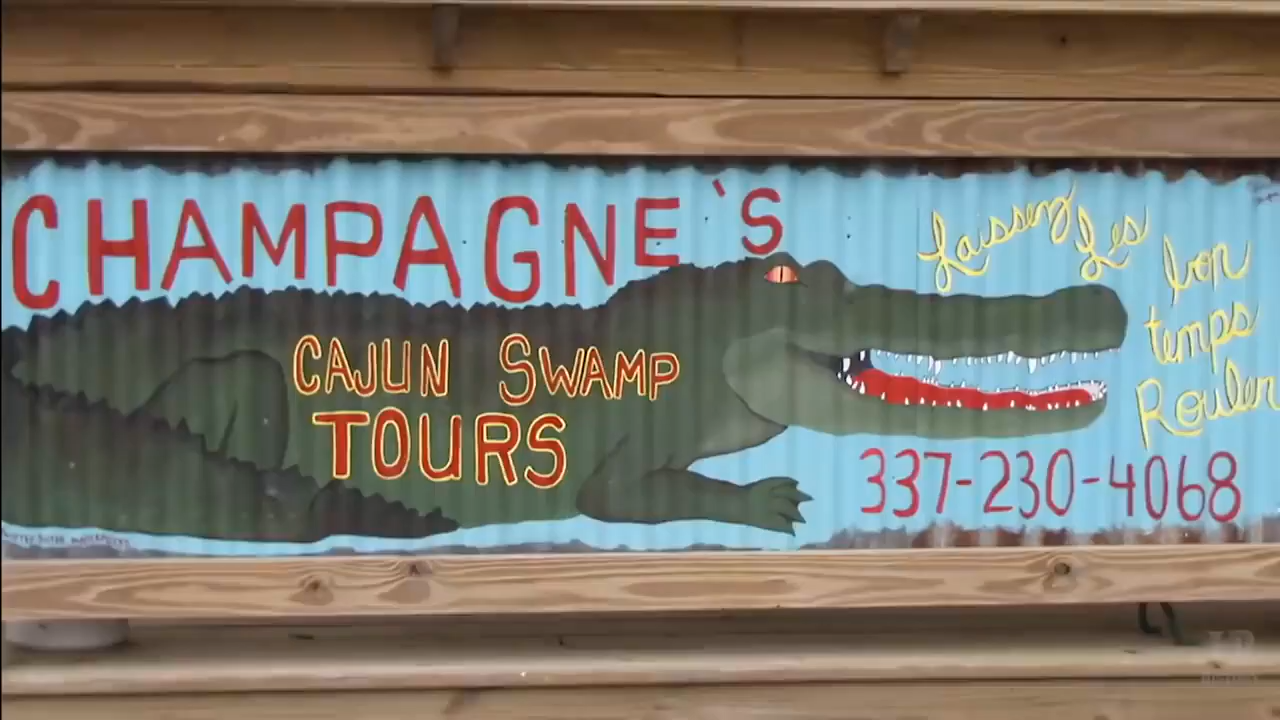 CHAMPAGNE'S
CAJUN SWAMP
TOURS
Laissez Les
bon
temps
Rouler
337-230-4068